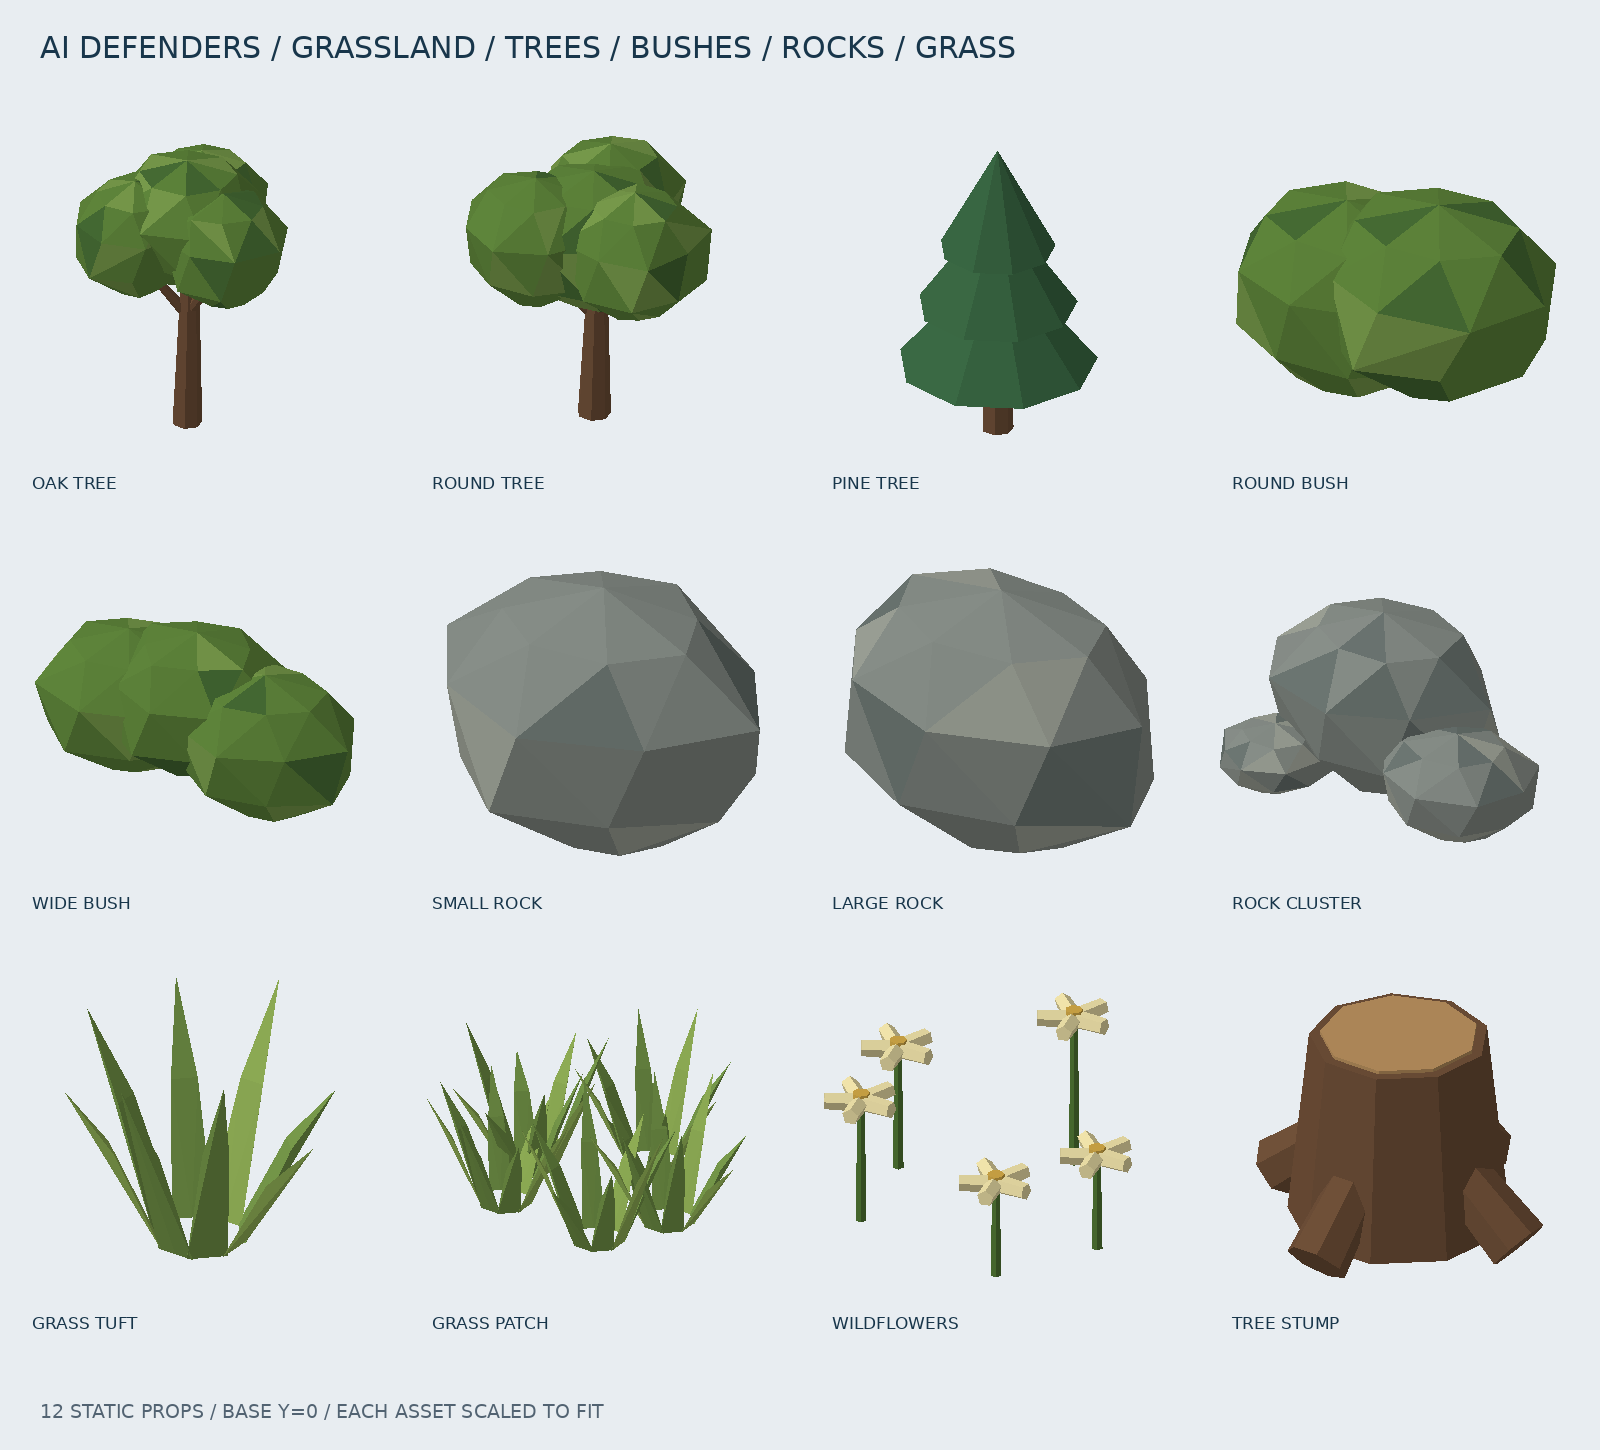 AI DEFENDERS / GRASSLAND / TREES / BUSHES / ROCKS / GRASS
OAK TREE
ROUND TREE
PINE TREE
ROUND BUSH
WIDE BUSH
SMALL ROCK
LARGE ROCK
ROCK CLUSTER
GRASS TUFT
GRASS PATCH
WILDFLOWERS
TREE STUMP
12 STATIC PROPS / BASE Y=0 / EACH ASSET SCALED TO FIT